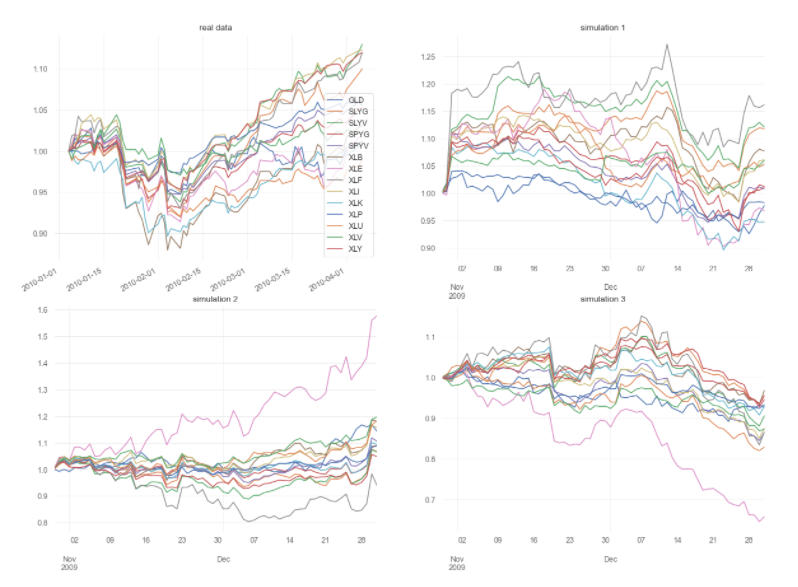 real data
1.10
1.05
1.00
0.95
0.90
GLD
SLYG
SLYV
SPYG
SPYV
XLB
XLE
XLF
XLI
XLK
XLP
XLU
XLV
XLY
2010-01-01
2010-01-15
2010-02-01
2010-02-15
2010-03-01
2010-03-15
2010-04-01
simulation 1
1.25
1.20
1.15
1.10
1.05
1.00
0.95
0.90
02 09 16 23 30 07 14 21 28
Nov Dec
2009
simulation 2
1.6
1.5
1.4
1.3
1.2
1.1
1.0
0.9
0.8
02 09 16 23 30 07 14 21 28
Nov Dec
2009
simulation 3
1.1
1.0
0.9
0.8
0.7
02 09 16 23 30 07 14 21 28
Nov Dec
2009